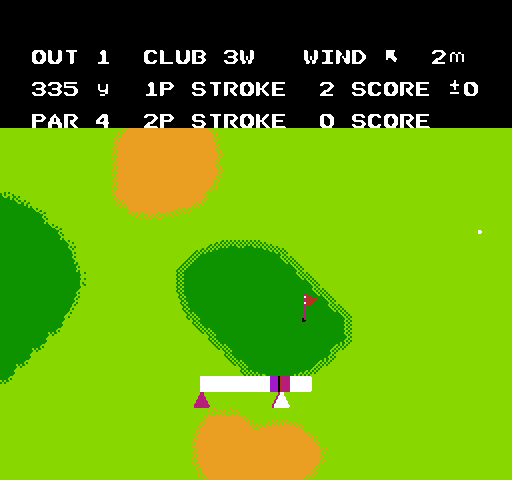 OUT 1 CLUB 3W WIND ↖ 2m
335 y 1P STROKE 2 SCORE ±0
PAR 4 2P STROKE 0 SCORE